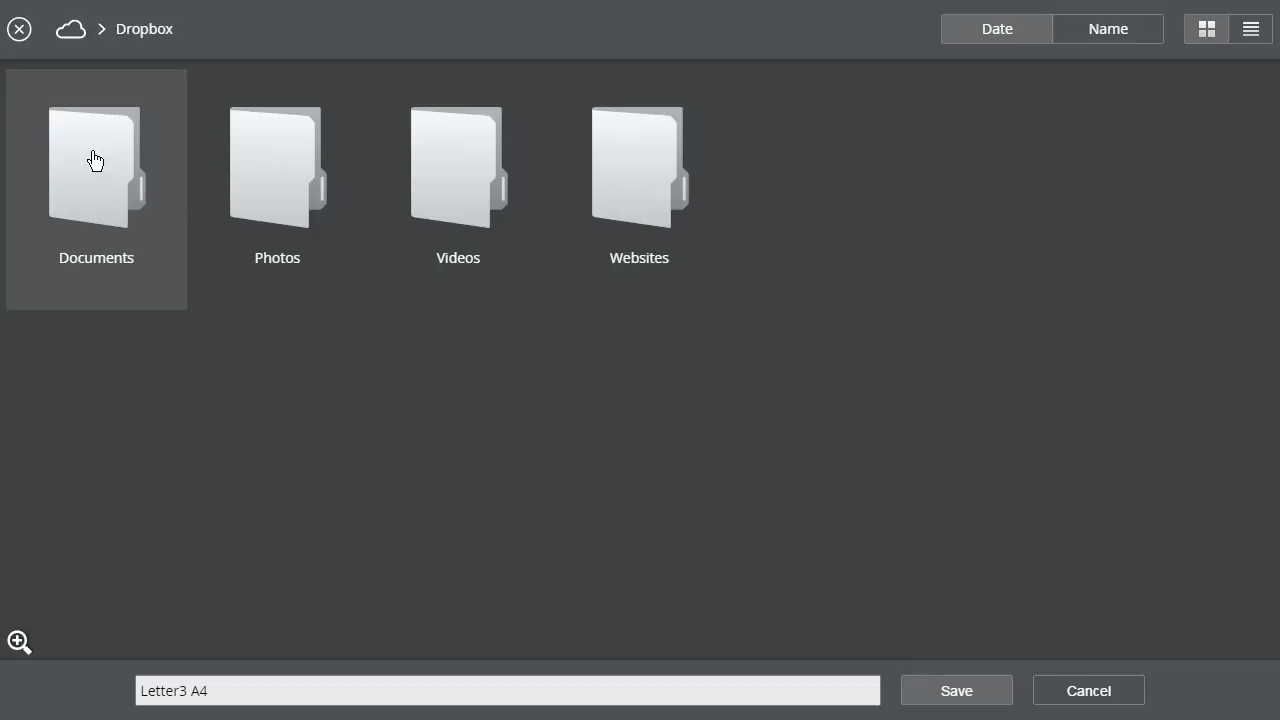 Dropbox
Date
Name
Documents
Photos
Videos
Websites
Letter3 A4
Save
Cancel